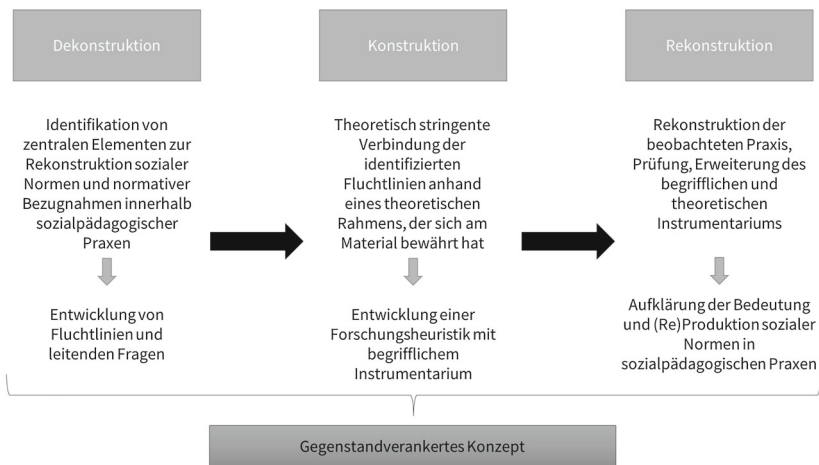 Dekonstruktion
Identifikation von
zentralen Elementen zur
Rekonstruktion sozialer
Normen und normativer
Bezugnahmen innerhalb
sozialpädagogischer
Praxen
Entwicklung von
Fluchtlinien und
leitenden Fragen
Konstruktion
Theoretisch stringente
Verbindung der
identifizierten
Fluchtlinien anhand
eines theoretischen
Rahmens, der sich am
Material bewährt hat
Entwicklung einer
Forschungsheuristik mit
begrifflichem
Instrumentarium
Rekonstruktion
Rekonstruktion der
beobachteten Praxis,
Prüfung, Erweiterung des
begrifflichen und
theoretischen
Instrumentariums
Aufklärung der Bedeutung
und (Re)Produktion sozialer
Normen in
sozialpädagogischen Praxen
Gegenstandverankertes Konzept